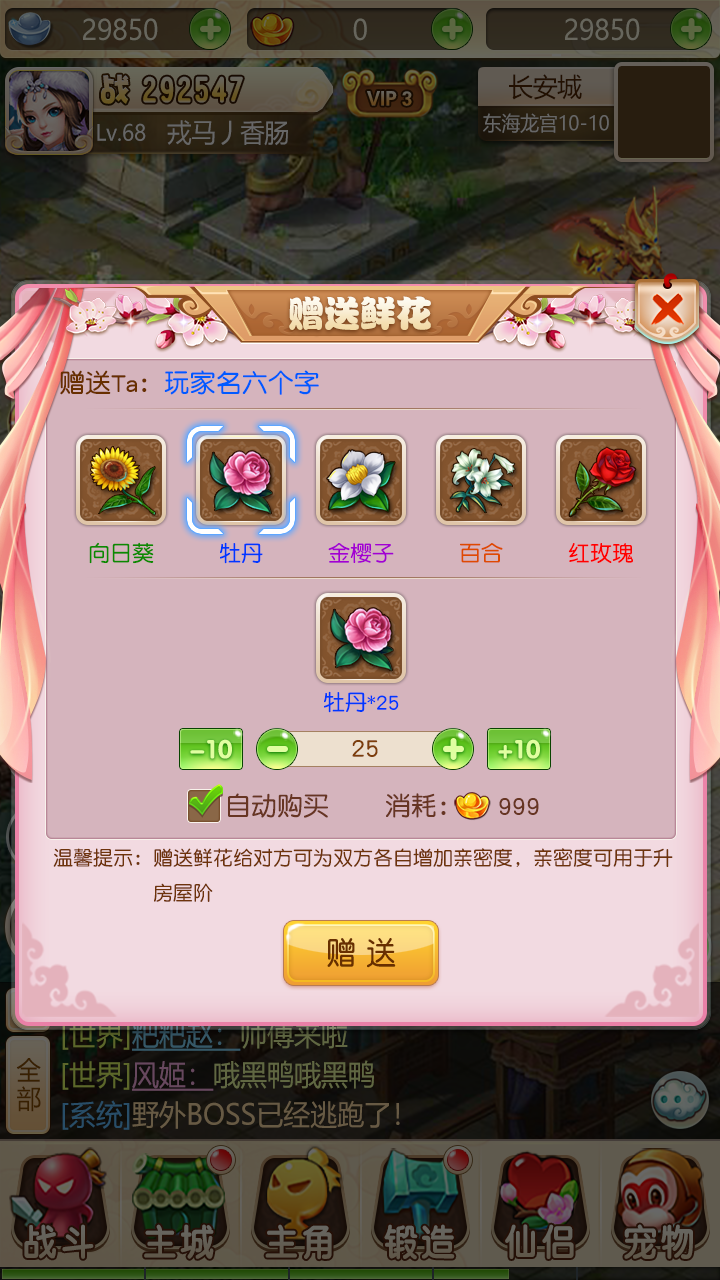 29850
0
29850
战 292547
VIP 3
长安城
Lv.68 戎马丿香肠
东海龙宫10-10
赠送鲜花
赠送Ta：玩家名六个字
向日葵 牡丹 金樱子 百合 红玫瑰
牡丹*25
-10 25 +10
自动购买 消耗：999
温馨提示：赠送鲜花给对方可为双方各自增加亲密度，亲密度可用于升
房屋阶
赠 送
[世界]粑粑赵：师傅来啦
全部
[世界]风姬：哦黑鸭哦黑鸭
[系统]野外BOSS已经逃跑了！
战斗 主城 主角 锻造 仙侣 宠物